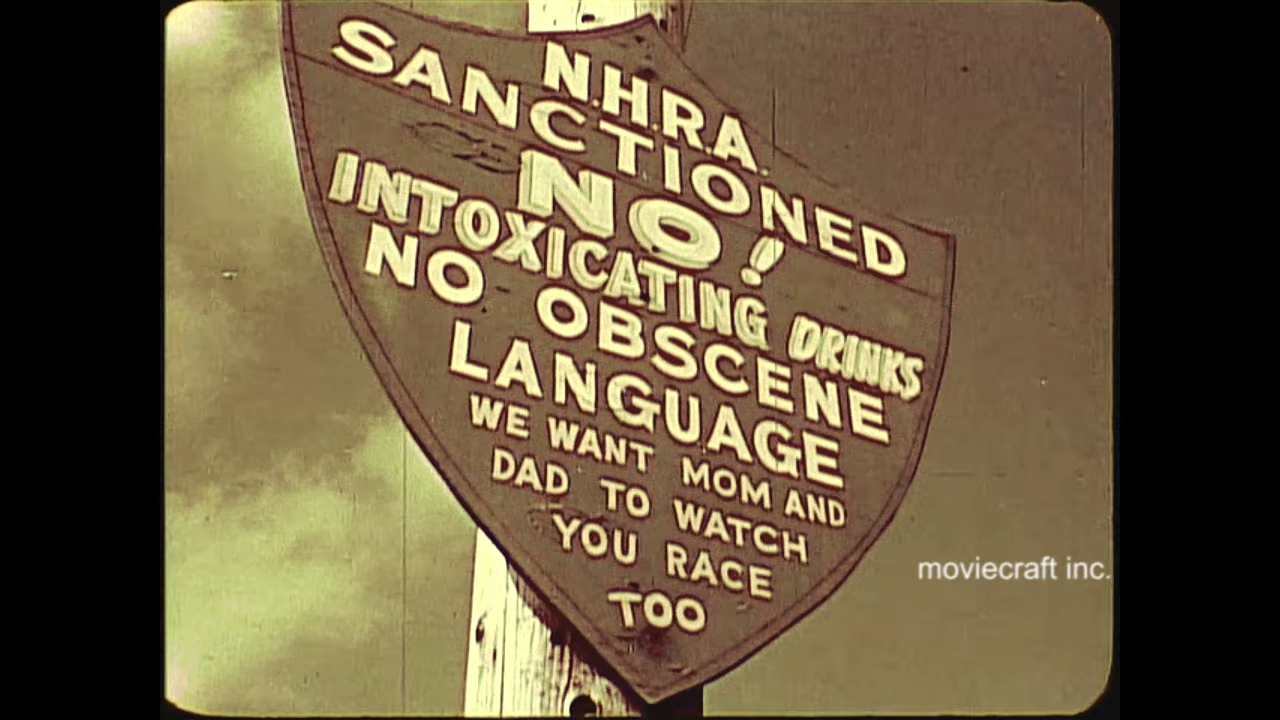 N.H.R.A.
SANCTIONED
NO!
INTOXICATING DRINKS
NO OBSCENE
LANGUAGE
WE WANT MOM AND
DAD TO WATCH
YOU RACE
TOO
moviecraft inc.